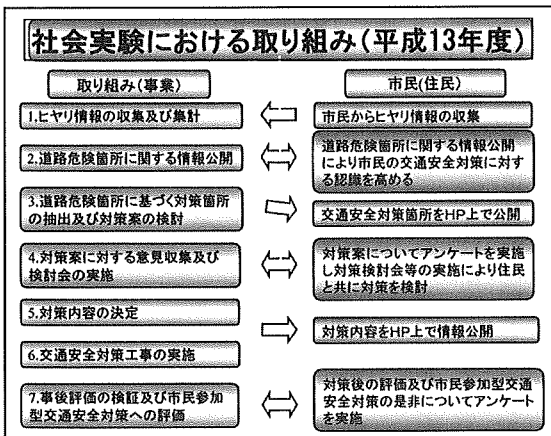 社会実験における取り組み(平成13年度)
取り組み(事業)
市民(住民)
1.ヒヤリ情報の収集及び集計
市民からヒヤリ情報の収集
2.道路危険箇所に関する情報公開
道路危険箇所に関する情報公開
により市民の交通安全対策に対す
る認識を高める
3.道路危険箇所に基づく対策箇所
の抽出及び対策案の検討
交通安全対策箇所をHP上で公開
4.対策案に対する意見収集及び
検討会の実施
対策案についてアンケートを実施
し対策検討会等の実施により住民
と共に対策を検討
5.対策内容の決定
対策内容をHP上で情報公開
6.交通安全対策工事の実施
7.事後評価の検証及び市民参加
型交通安全対策への評価
対策後の評価及び市民参加型交通
安全対策の是非についてアンケート
を実施